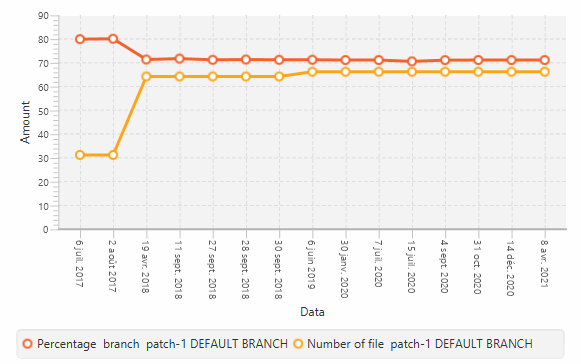 90
80
70
60
50
40
30
20
10
0
Amount
6 juil. 2017
2 août 2017
19 avr. 2018
11 sept. 2018
27 sept. 2018
28 sept. 2018
30 sept. 2018
6 juin 2019
30 janv. 2020
7 juil. 2020
15 juil. 2020
4 sept. 2020
31 oct. 2020
14 déc. 2020
8 avr. 2021
Data
Percentage branch patch-1 DEFAULT BRANCH Number of file patch-1 DEFAULT BRANCH